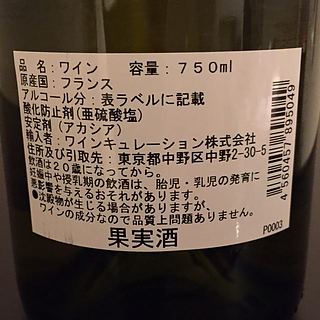 品 名：ワイン 容量：750ml
原産国：フランス
アルコール分：表ラベルに記載
酸化防止剤(亜硫酸塩)
安定剤(アカシア)
輸入者：ワインキュレーション株式会社
住所及び引取先：東京都中野区中野2-30-5
飲酒は20歳になってから。
妊娠中や授乳期の飲酒は、胎児・乳児の発育に
悪影響を与えるおそれがあります。
●沈殿物が生じる場合がありますが、
ワインの成分なので品質上問題ありません。
果実酒
4 560457 895049
P0003